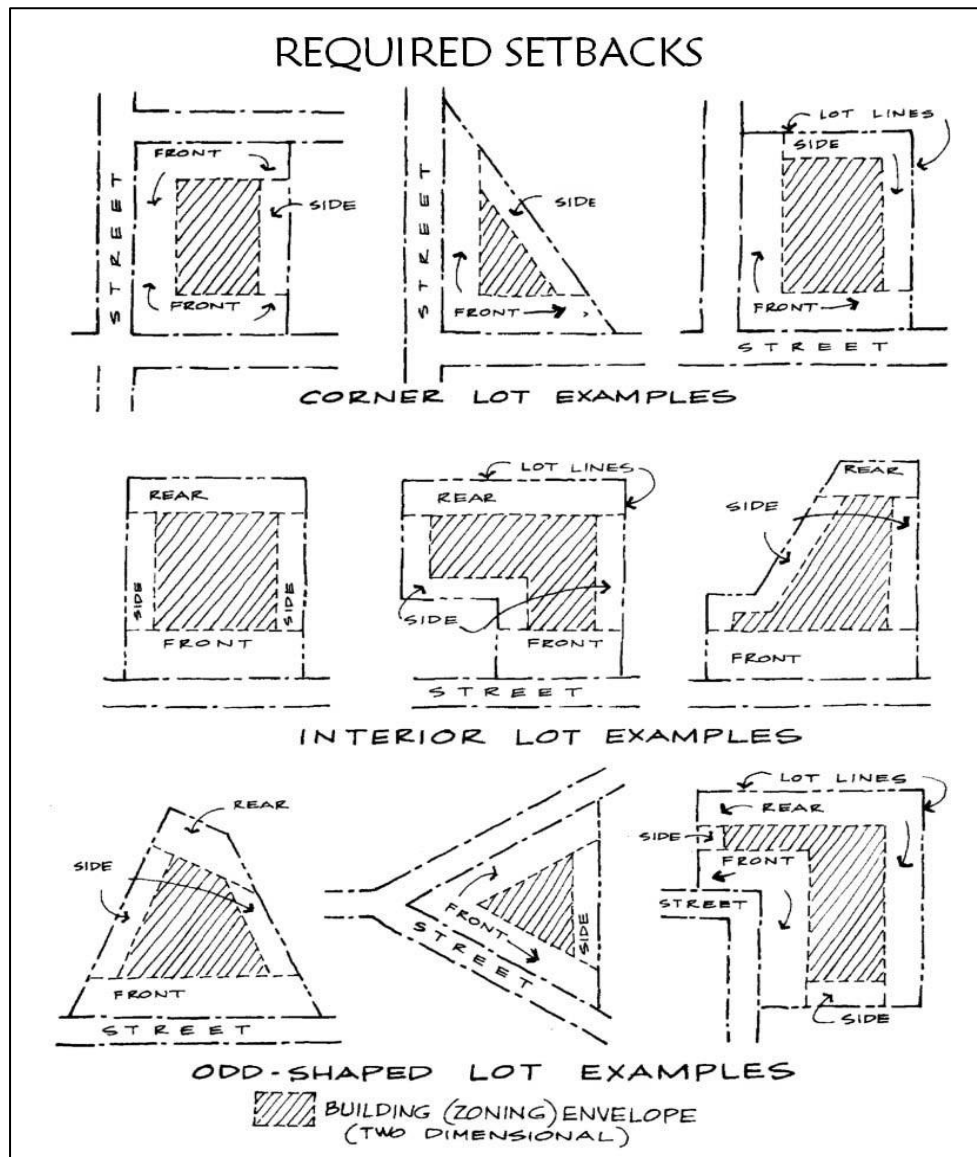 REQUIRED SETBACKS
STREET
FRONT
SIDE
FRONT
STREET
SIDE
FRONT
LOT LINES
SIDE
FRONT
STREET
CORNER LOT EXAMPLES
REAR
SIDE
SIDE
FRONT
LOT LINES
REAR
SIDE
FRONT
STREET
REAR
SIDE
FRONT
INTERIOR LOT EXAMPLES
REAR
SIDE
FRONT
STREET
FRONT
STREET
SIDE
LOT LINES
REAR
SIDE
FRONT
STREET
SIDE
ODD-SHAPED LOT EXAMPLES
BUILDING (ZONING) ENVELOPE
(TWO DIMENSIONAL)